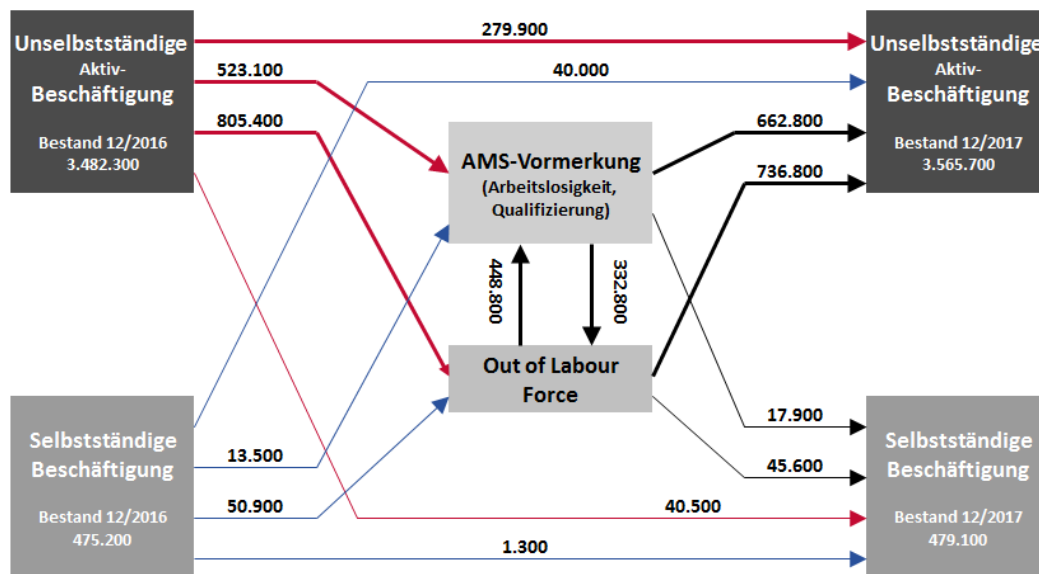 Unselbstständige
Aktiv-
Beschäftigung
Bestand 12/2016
3.482.300
279.900
523.100
40.000
805.400
Unselbstständige
Aktiv-
Beschäftigung
Bestand 12/2017
3.565.700
662.800
736.800
AMS-Vormerkung
(Arbeitslosigkeit,
Qualifizierung)
448.800
332.800
Out of Labour
Force
Selbstständige
Beschäftigung
Bestand 12/2016
475.200
13.500
50.900
1.300
17.900
45.600
40.500
Selbstständige
Beschäftigung
Bestand 12/2017
479.100